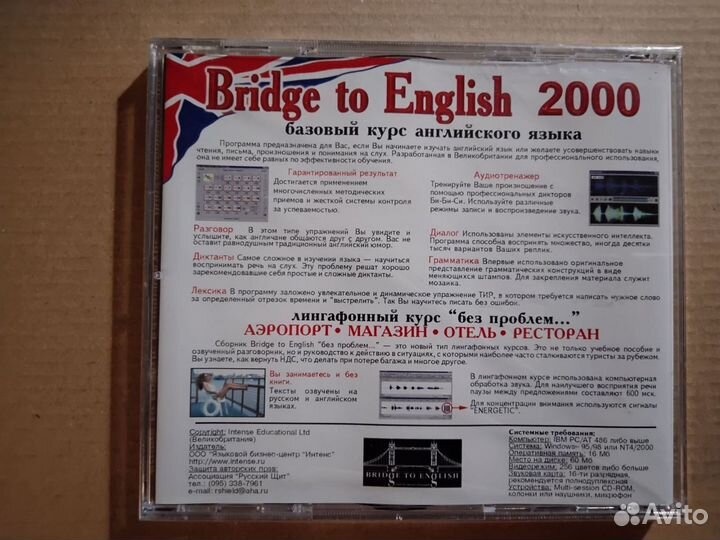 Bridge to English 2000
базовый курс английского языка
Программа предназначена для Вас, если Вы начинаете изучать английский язык или желаете усовершенствовать навыки
чтения, письма, произношения и понимания на слух. Разработанная в Великобритании для профессионального использования,
она не имеет себе равных по эффективности обучения.
Гарантированный результат
Достигается применением
многочисленных методических
приемов и жесткой системы контроля
за успеваемостью.
Аудиотренажер
Тренируйте Ваше произношение с
помощью профессиональных дикторов
Би-Би-Си. Используйте различные
режимы записи и воспроизведение звука.
Разговор В этом типе упражнений Вы увидите и
услышите, как англичане общаются друг с другом. Вас не
оставит равнодушным традиционный английский юмор.
Диалог Использованы элементы искусственного интеллекта.
Программа способна воспринять множество, иногда десятки
тысяч вариантов Ваших реплик.
Диктанты Самое сложное в изучении языка — научиться
воспринимать речь на слух. Эту проблему решат хорошо
зарекомендовавшие себя простые и сложные диктанты.
Грамматика Впервые использовано оригинальное
представление грамматических конструкций в виде
меняющихся штампов. Для закрепления материала служит
мозаика.
Лексика В программу заложено увлекательное и динамическое упражнение ТИР, в котором требуется написать нужное слово
за определенный отрезок времени и "выстрелить". Так Вы научитесь писать без ошибок.
лингафонный курс "без проблем..."
АЭРОПОРТ • МАГАЗИН • ОТЕЛЬ • РЕСТОРАН
Сборник Bridge to English "без проблем..." — это новый тип лингафонных курсов. Это не только учебное пособие и
озвученный разговорник, но и руководство к действию в ситуациях, с которыми наиболее часто сталкиваются туристы за рубежом.
Вы узнаете, как вернуть НДС, что делать при потере багажа и многое другое.
Вы занимаетесь и без
книги.
Тексты озвучены на
русском и английском
языках.
В лингафонном курсе использована компьютерная
обработка звука. Для наилучшего восприятия речи
паузы между предложениями составляют 600 мск.
Для концентрации внимания используются сигналы
"ENERGETIC".
Copyright: Intense Educational Ltd
(Великобритания)
Издатель:
ООО "Языковой бизнес-центр "Интенс"
http://www.intense.ru
Защита авторских прав:
Ассоциация "Русский Щит"
тел.: (095) 338-7961
e-mail: rshield@aha.ru
BRIDGE TO ENGLISH
Системные требования:
Компьютер: IBM PC/AT 486 либо выше
Система: Windows 95/98 или NT4/2000
Оперативная память: 16 Мб
Место на диске: 60 Мб
Видеорежим: 256 цветов либо больше
Звуковая карта: 16-ти разрядная,
рекомендуется полнодуплексная
Устройства: Multi-session CD-ROM,
колонки или наушники, микрофон
Avito